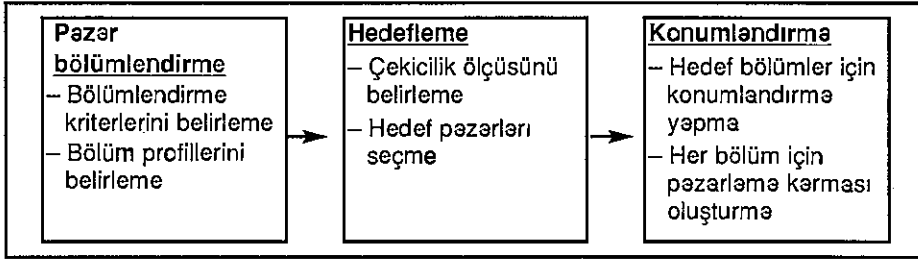 Pazar
bölümlendirme
– Bölümlendirme
kriterlerini belirleme
– Bölüm profillerini
belirleme
Hedefleme
– Çekicilik ölçüsünü
belirleme
– Hedef pazarları
seçme
Konumlandırma
– Hedef bölümler için
konumlandırma
yapma
– Her bölüm için
pazarlama karması
oluşturma